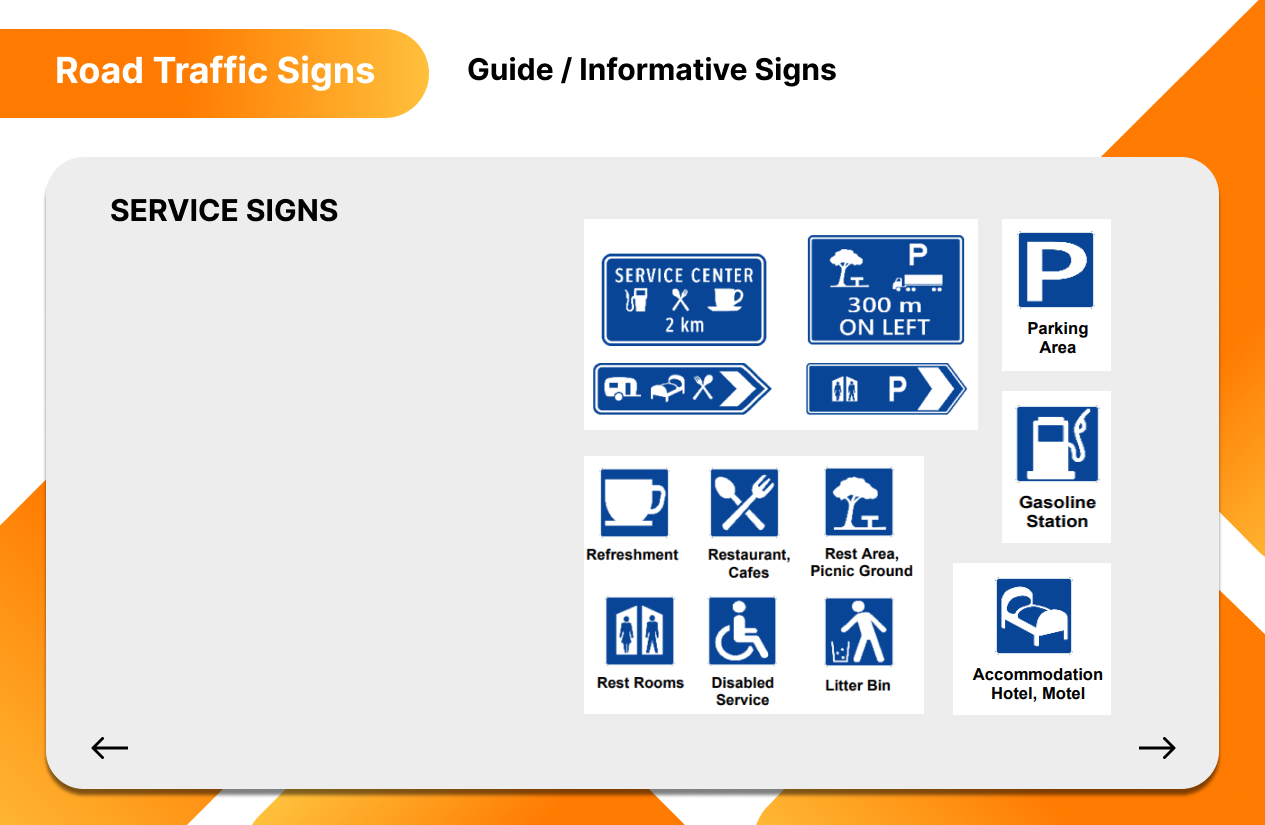 Road Traffic Signs
Guide / Informative Signs
SERVICE SIGNS
SERVICE CENTER
2 km
P
300 m
ON LEFT
P
P
Parking
Area
Gasoline
Station
Refreshment
Restaurant,
Cafes
Rest Area,
Picnic Ground
Rest Rooms
Disabled
Service
Litter Bin
Accommodation
Hotel, Motel